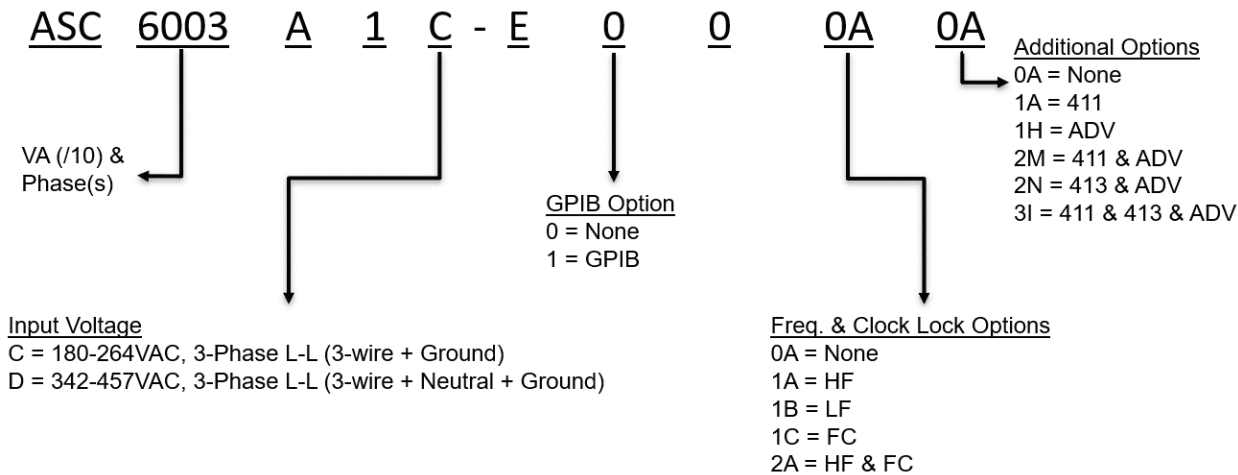 ASC 6003 A 1 C - E 0 0 0A 0A
Additional Options
0A = None
1A = 411
1H = ADV
2M = 411 & ADV
2N = 413 & ADV
3I = 411 & 413 & ADV
VA (/10) &
Phase(s)
GPIB Option
0 = None
1 = GPIB
Input Voltage
C = 180-264VAC, 3-Phase L-L (3-wire + Ground)
D = 342-457VAC, 3-Phase L-L (3-wire + Neutral + Ground)
Freq. & Clock Lock Options
0A = None
1A = HF
1B = LF
1C = FC
2A = HF & FC